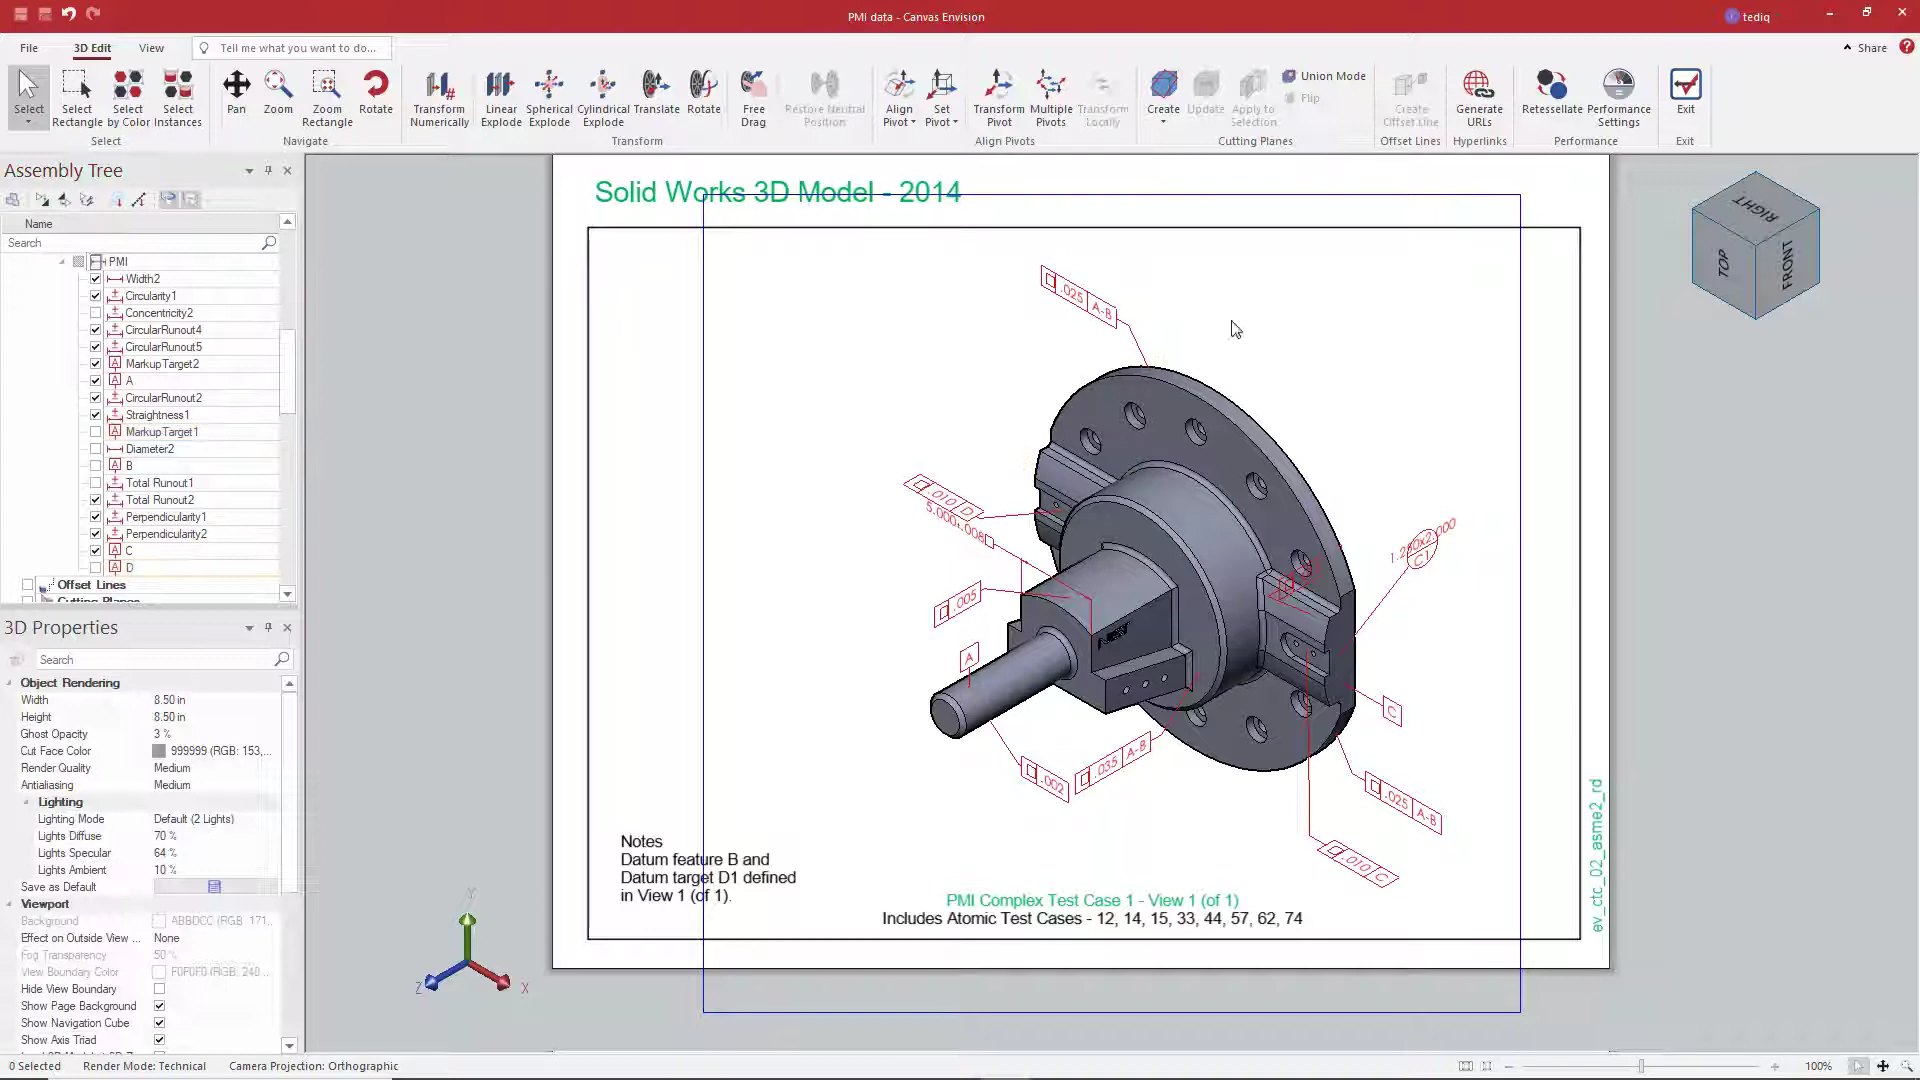 PMI data - Canvas Envision
tediq
File
3D Edit
View
Tell me what you want to do...
Share
Select
Select Rectangle
Select by Color
Select Instances
Pan
Zoom
Zoom Rectangle
Rotate
Transform Numerically
Linear Explode
Spherical Explode
Cylindrical Explode
Translate
Rotate
Free Drag
Restore Neutral Position
Align Pivot
Set Pivot
Transform Pivot
Multiple Pivots
Transform Locally
Create
Update
Apply to Selection
Union Mode
Flip
Create Offset Line
Generate URLs
Retessellate
Performance Settings
Exit
Select
Navigate
Transform
Align Pivots
Cutting Planes
Offset Lines
Hyperlinks
Performance
Exit
Assembly Tree
Name
Search
PMI
Width2
Circularity1
Concentricity2
CircularRunout4
CircularRunout5
MarkupTarget2
A
CircularRunout2
Straightness1
MarkupTarget1
Diameter2
B
Total Runout1
Total Runout2
Perpendicularity1
Perpendicularity2
C
D
Offset Lines
Cutting Planes
3D Properties
Search
Object Rendering
Width 8.50 in
Height 8.50 in
Ghost Opacity 3 %
Cut Face Color 999999 (RGB: 153,...
Render Quality Medium
Antialiasing Medium
Lighting
Lighting Mode Default (2 Lights)
Lights Diffuse 70 %
Lights Specular 64 %
Lights Ambient 10 %
Save as Default
Viewport
Background ABBDCC (RGB: 171...
Effect on Outside View ... None
Fog Transparency 50 %
View Boundary Color F0F0F0 (RGB: 240...
Hide View Boundary
Show Page Background
Show Navigation Cube
Show Axis Triad
Solid Works 3D Model - 2014
.025 A-B
.010 D
5.000±.008
.005
A
.002
.035 A-B
C1
C
.025 A-B
.010 C
Notes
Datum feature B and
Datum target D1 defined
in View 1 (of 1).
PMI Complex Test Case 1 - View 1 (of 1)
Includes Atomic Test Cases - 12, 14, 15, 33, 44, 57, 62, 74
ev_ctc_02_asme2_rd
RIGHT
TOP
FRONT
Y
Z
X
0 Selected
Render Mode: Technical
Camera Projection: Orthographic
100%